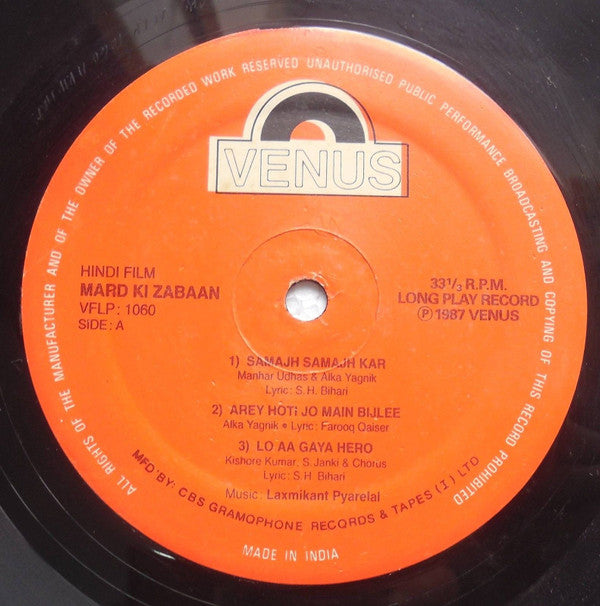 ALL RIGHTS OF THE MANUFACTURER AND OF THE OWNER OF THE RECORDED WORK RESERVED UNAUTHORISED PUBLIC PERFORMANCE BROADCASTING AND COPYING OF THIS RECORD PROHIBITED
VENUS
HINDI FILM
MARD KI ZABAAN
VFLP : 1060
SIDE : A
33 1/3 R.P.M.
LONG PLAY RECORD
Ⓟ 1987 VENUS
1) SAMAJH SAMAJH KAR
Manhar Udhas & Alka Yagnik
Lyric: S.H. Bihari
2) AREY HOTI JO MAIN BIJLEE
Alka Yagnik • Lyric: Farooq Qaiser
3) LO AA GAYA HERO
Kishore Kumar, S. Janki & Chorus
Lyric: S.H. Bihari
Music: Laxmikant Pyarelal
MFD' BY: CBS GRAMOPHONE RECORDS & TAPES (I) LTD
MADE IN INDIA